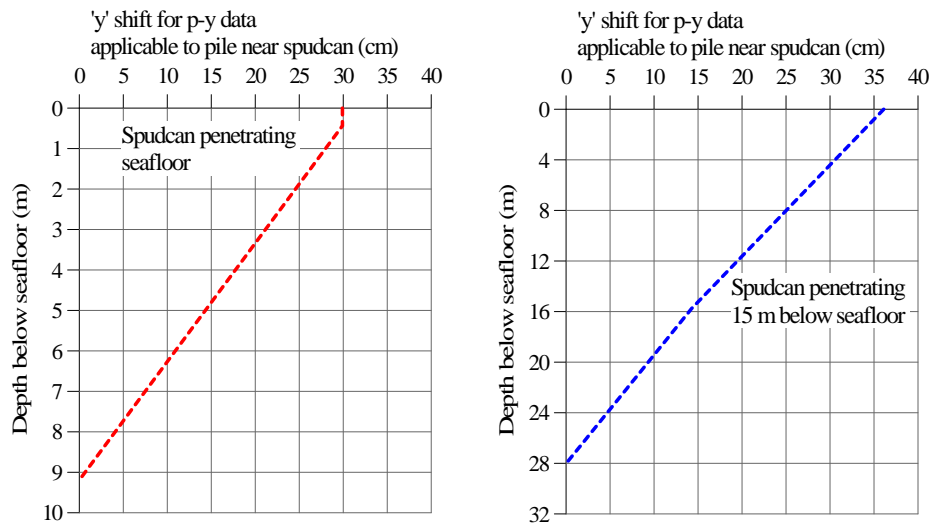 'y' shift for p-y data
applicable to pile near spudcan (cm)
0 5 10 15 20 25 30 35 40
0
1
2
3
4
5
6
7
8
9
10
Depth below seafloor (m)
Spudcan penetrating
seafloor
'y' shift for p-y data
applicable to pile near spudcan (cm)
0 5 10 15 20 25 30 35 40
0
4
8
12
16
20
24
28
32
Depth below seafloor (m)
Spudcan penetrating
15 m below seafloor